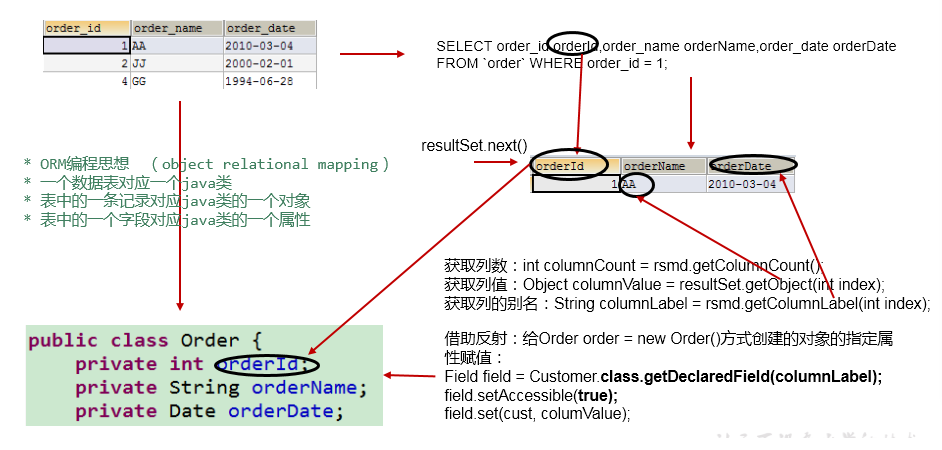 order_id order_name order_date
1 AA 2010-03-04
2 JJ 2000-02-01
4 GG 1994-06-28
SELECT order_id orderId,order_name orderName,order_date orderDate
FROM `order` WHERE order_id = 1;
resultSet.next()
orderId orderName orderDate
1 AA 2010-03-04
* ORM编程思想 （object relational mapping）
* 一个数据表对应一个java类
* 表中的一条记录对应java类的一个对象
* 表中的一个字段对应java类的一个属性
获取列数：int columnCount = rsmd.getColumnCount();
获取列值：Object columnValue = resultSet.getObject(int index);
获取列的别名：String columnLabel = rsmd.getColumnLabel(int index);
借助反射：给Order order = new Order()方式创建的对象的指定属
性赋值：
Field field = Customer.class.getDeclaredField(columnLabel);
field.setAccessible(true);
field.set(cust, columValue);
public class Order {
private int orderId;
private String orderName;
private Date orderDate;